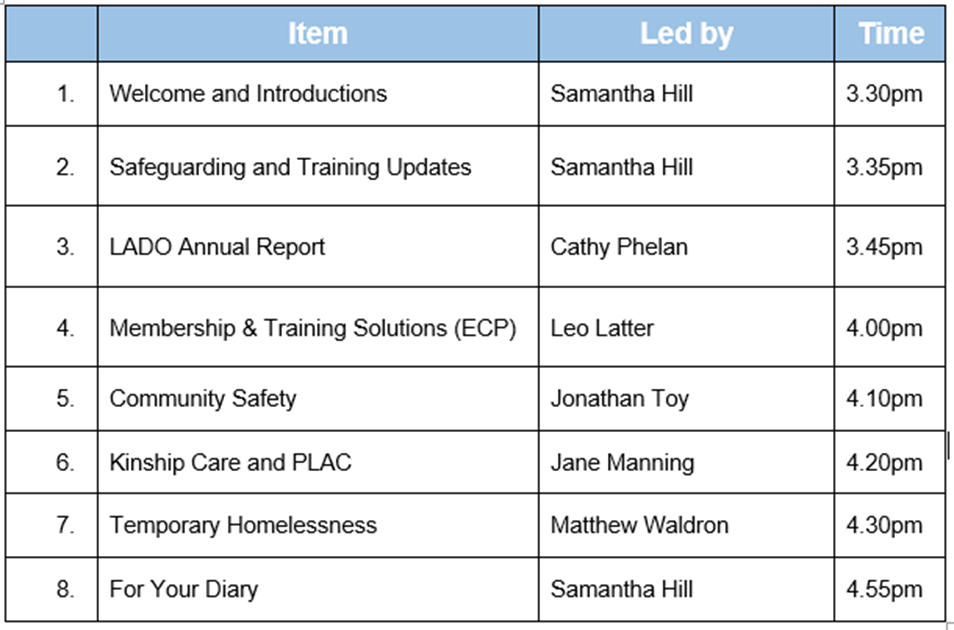 Item Led by Time
1. Welcome and Introductions Samantha Hill 3.30pm
2. Safeguarding and Training Updates Samantha Hill 3.35pm
3. LADO Annual Report Cathy Phelan 3.45pm
4. Membership & Training Solutions (ECP) Leo Latter 4.00pm
5. Community Safety Jonathan Toy 4.10pm
6. Kinship Care and PLAC Jane Manning 4.20pm
7. Temporary Homelessness Matthew Waldron 4.30pm
8. For Your Diary Samantha Hill 4.55pm